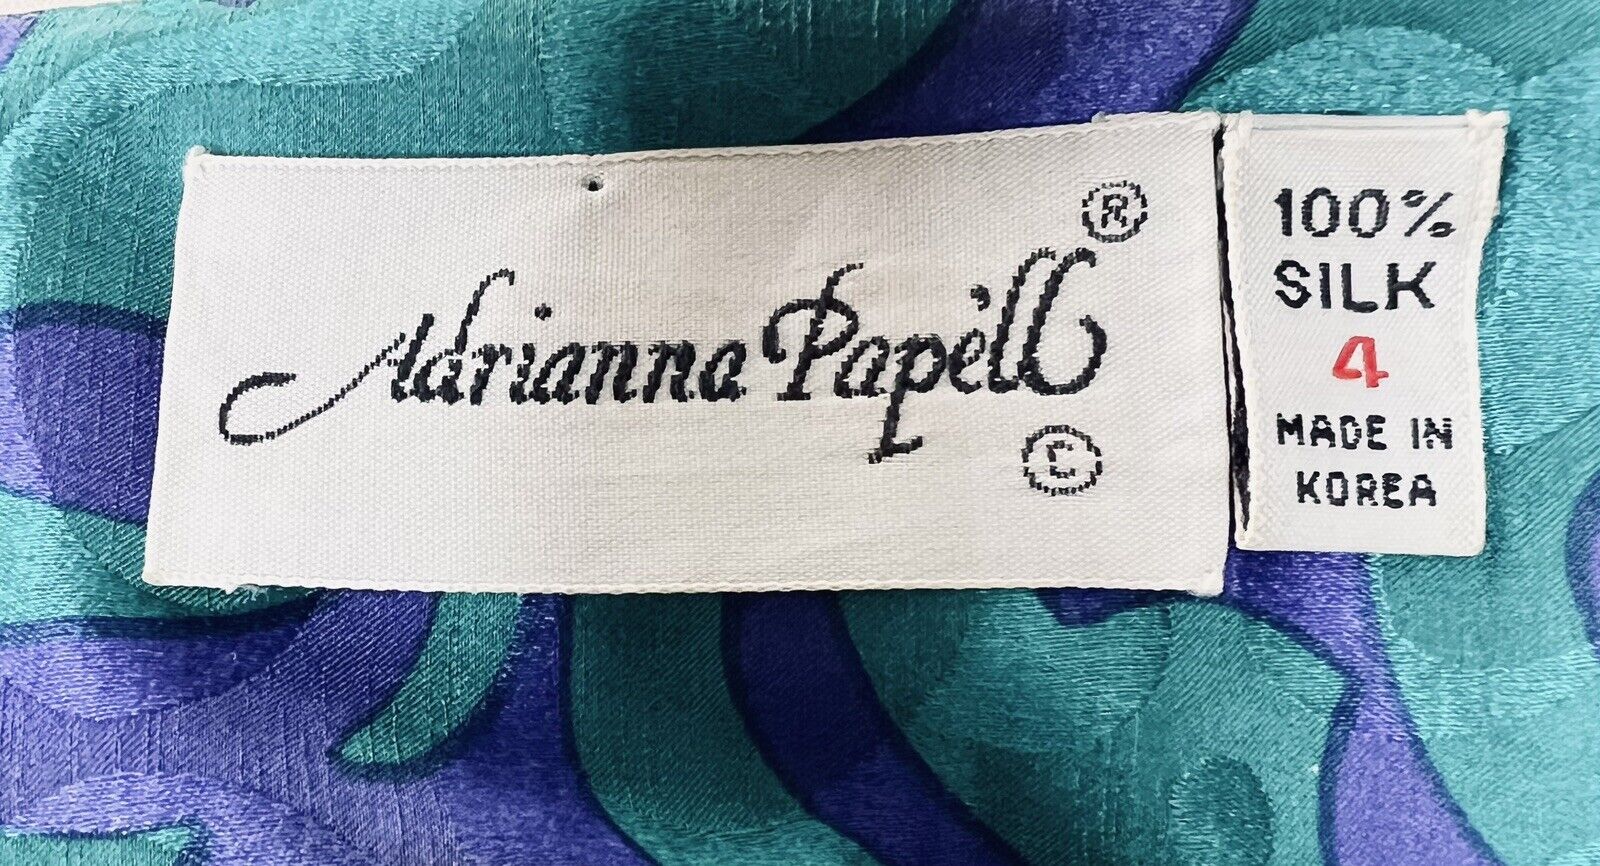 Adrianna Papell ®
©
100%
SILK
4
MADE IN
KOREA